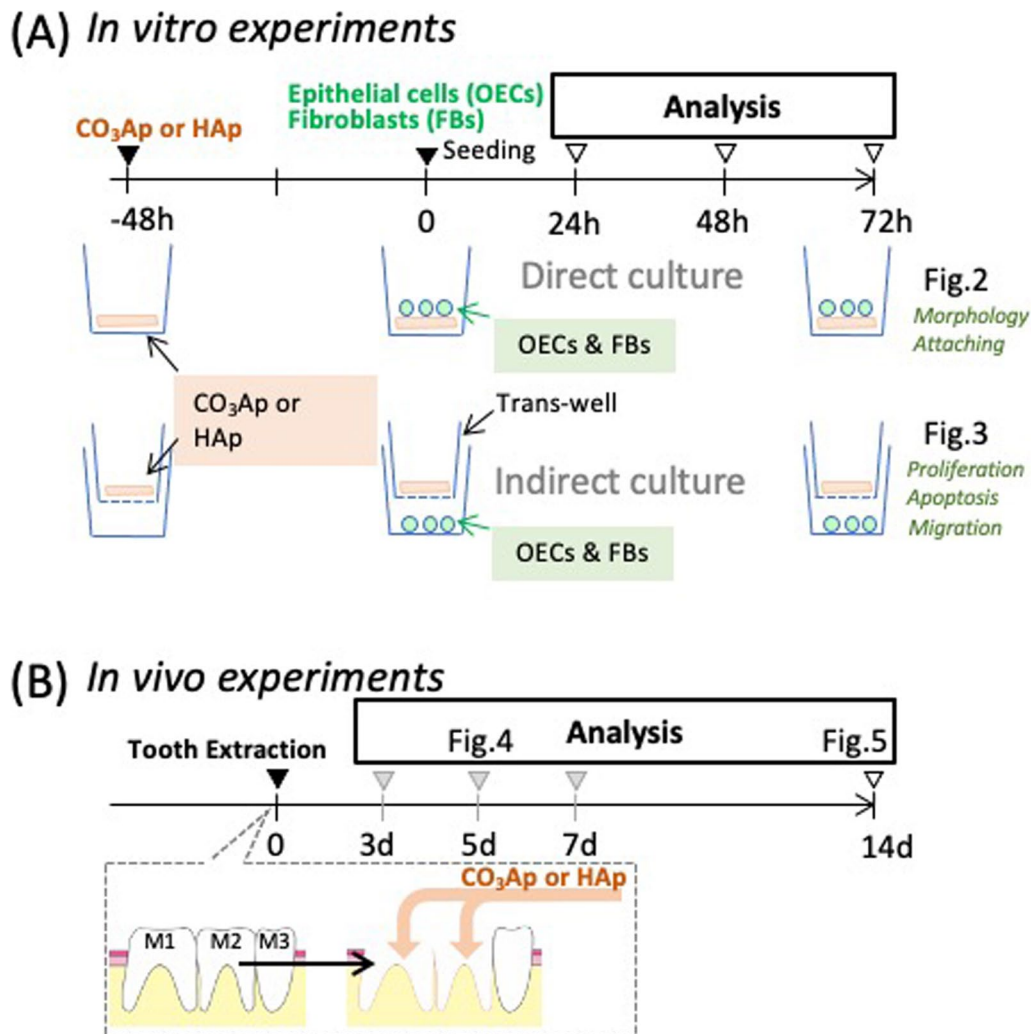 (A) In vitro experiments
Epithelial cells (OECs)
Fibroblasts (FBs)
Analysis
CO₃Ap or HAp
Seeding
-48h 0 24h 48h 72h
Direct culture
Fig.2
Morphology
Attaching
OECs & FBs
CO₃Ap or
HAp
Trans-well
Fig.3
Proliferation
Apoptosis
Migration
Indirect culture
OECs & FBs
(B) In vivo experiments
Tooth Extraction
Fig.4 Analysis Fig.5
0 3d 5d 7d 14d
CO₃Ap or HAp
M1 M2 M3